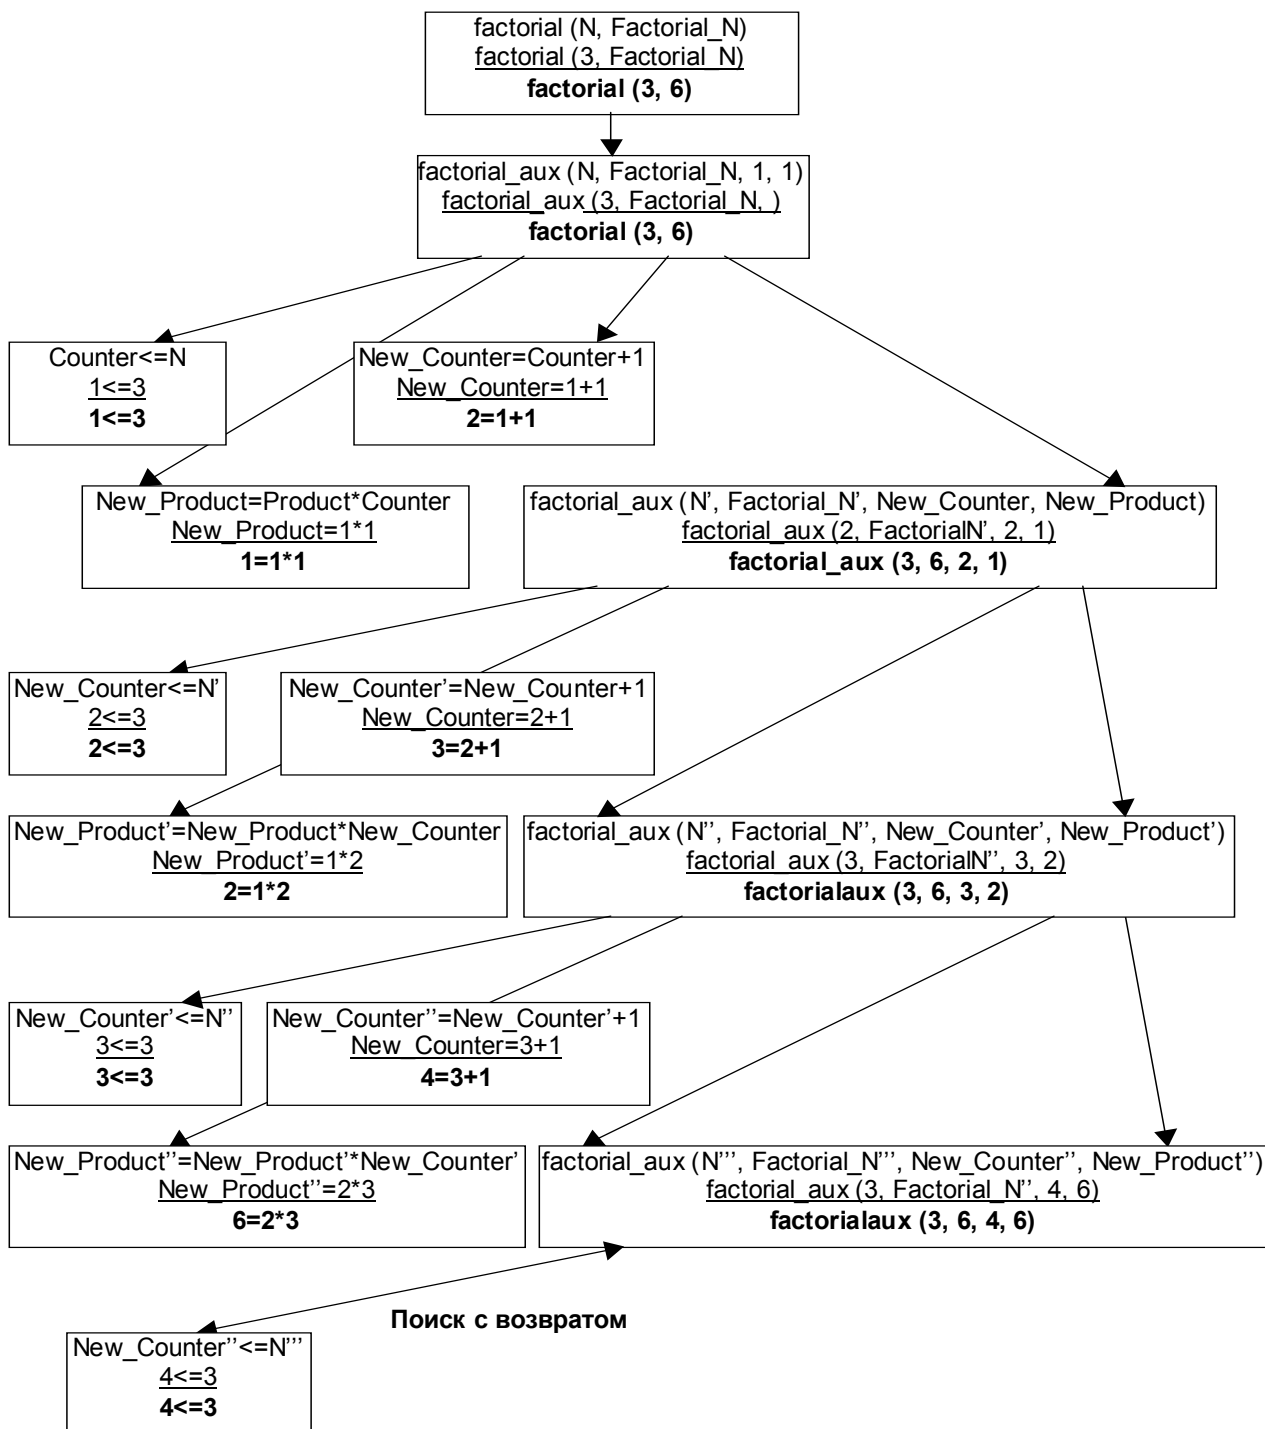 factorial (N, Factorial_N)
factorial (3, Factorial_N)
factorial (3, 6)
factorial_aux (N, Factorial_N, 1, 1)
factorial_aux (3, Factorial_N, )
factorial (3, 6)
Counter<=N
1<=3
1<=3
New_Counter=Counter+1
New_Counter=1+1
2=1+1
New_Product=Product*Counter
New_Product=1*1
1=1*1
factorial_aux (N', Factorial_N', New_Counter, New_Product)
factorial_aux (2, FactorialN', 2, 1)
factorial_aux (3, 6, 2, 1)
New_Counter<=N'
2<=3
2<=3
New_Counter'=New_Counter+1
New_Counter=2+1
3=2+1
New_Product'=New_Product*New_Counter
New_Product'=1*2
2=1*2
factorial_aux (N'', Factorial_N'', New_Counter', New_Product')
factorial_aux (3, FactorialN'', 3, 2)
factorialaux (3, 6, 3, 2)
New_Counter'<=N''
3<=3
3<=3
New_Counter''=New_Counter'+1
New_Counter=3+1
4=3+1
New_Product''=New_Product'*New_Counter'
New_Product''=2*3
6=2*3
factorial_aux (N''', Factorial_N''', New_Counter'', New_Product'')
factorial_aux (3, Factorial_N'', 4, 6)
factorialaux (3, 6, 4, 6)
Поиск с возвратом
New_Counter''<=N'''
4<=3
4<=3